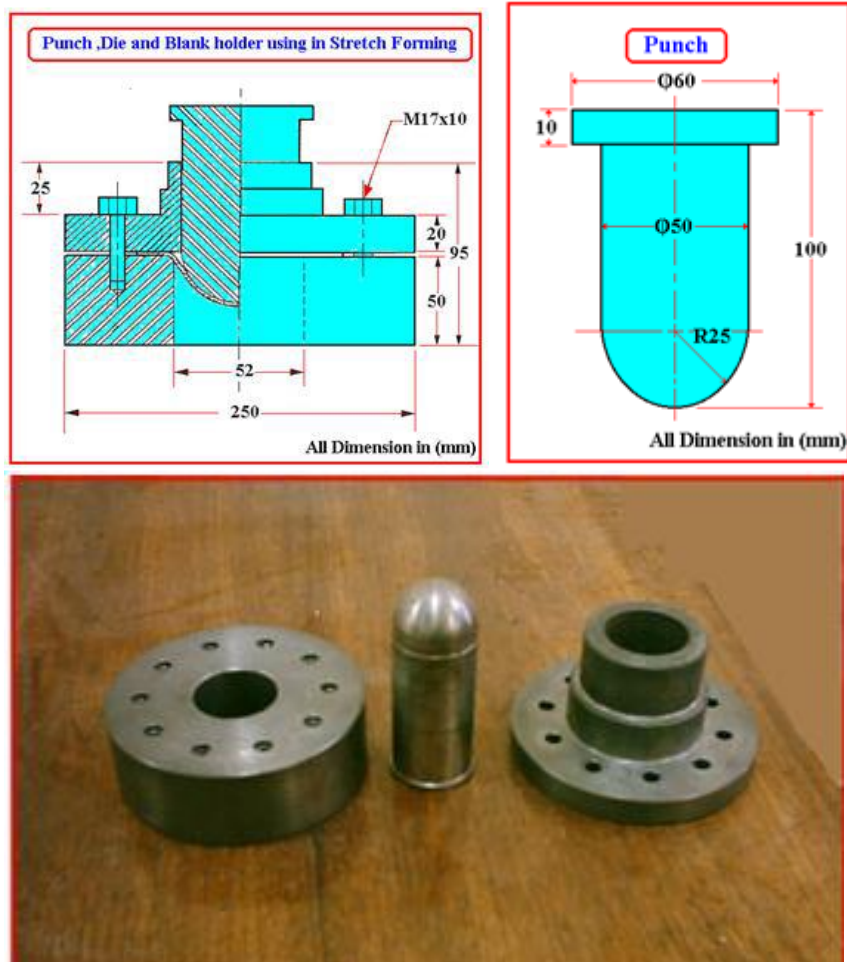 Punch ,Die and Blank holder using in Stretch Forming
M17x10
25
20
95
50
52
250
All Dimension in (mm)
Punch
Φ60
10
Φ50
100
R25
All Dimension in (mm)